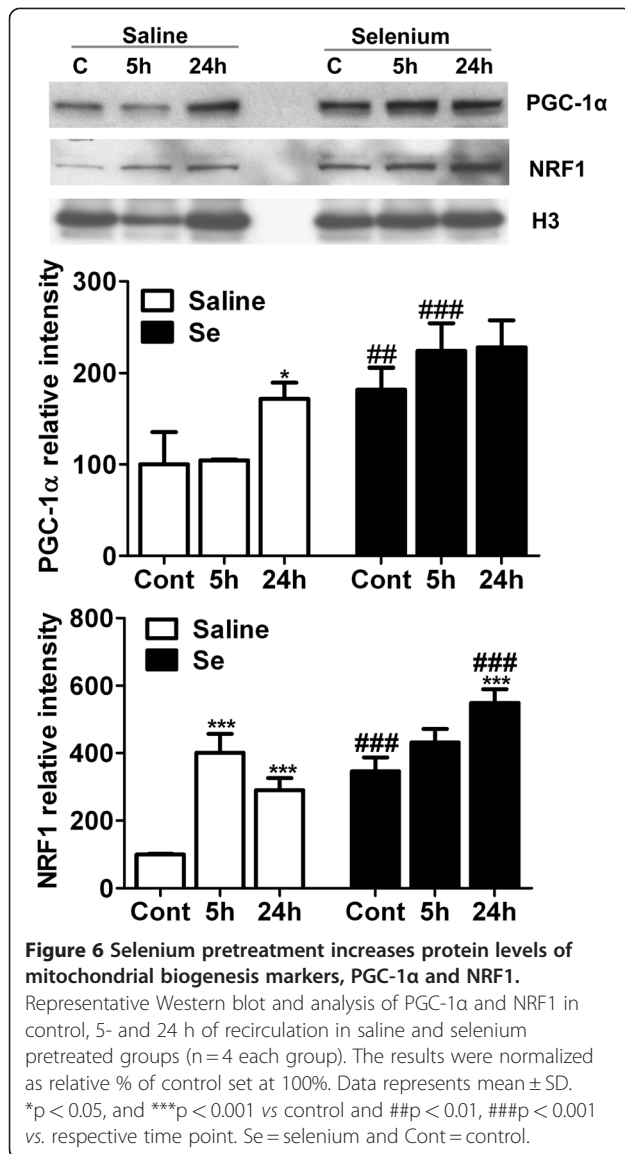 Saline Selenium
C 5h 24h C 5h 24h
PGC-1α
NRF1
H3
PGC-1α relative intensity
300
200
100
0
Saline
Se
*
##
###
Cont 5h 24h Cont 5h 24h
NRF1 relative intensity
800
600
400
200
0
Saline
Se
***
***
###
###
***
Cont 5h 24h Cont 5h 24h
Figure 6 Selenium pretreatment increases protein levels of
mitochondrial biogenesis markers, PGC-1α and NRF1.
Representative Western blot and analysis of PGC-1α and NRF1 in
control, 5- and 24 h of recirculation in saline and selenium
pretreated groups (n = 4 each group). The results were normalized
as relative % of control set at 100%. Data represents mean ± SD.
*p < 0.05, and ***p < 0.001 vs control and ##p < 0.01, ###p < 0.001
vs. respective time point. Se = selenium and Cont = control.